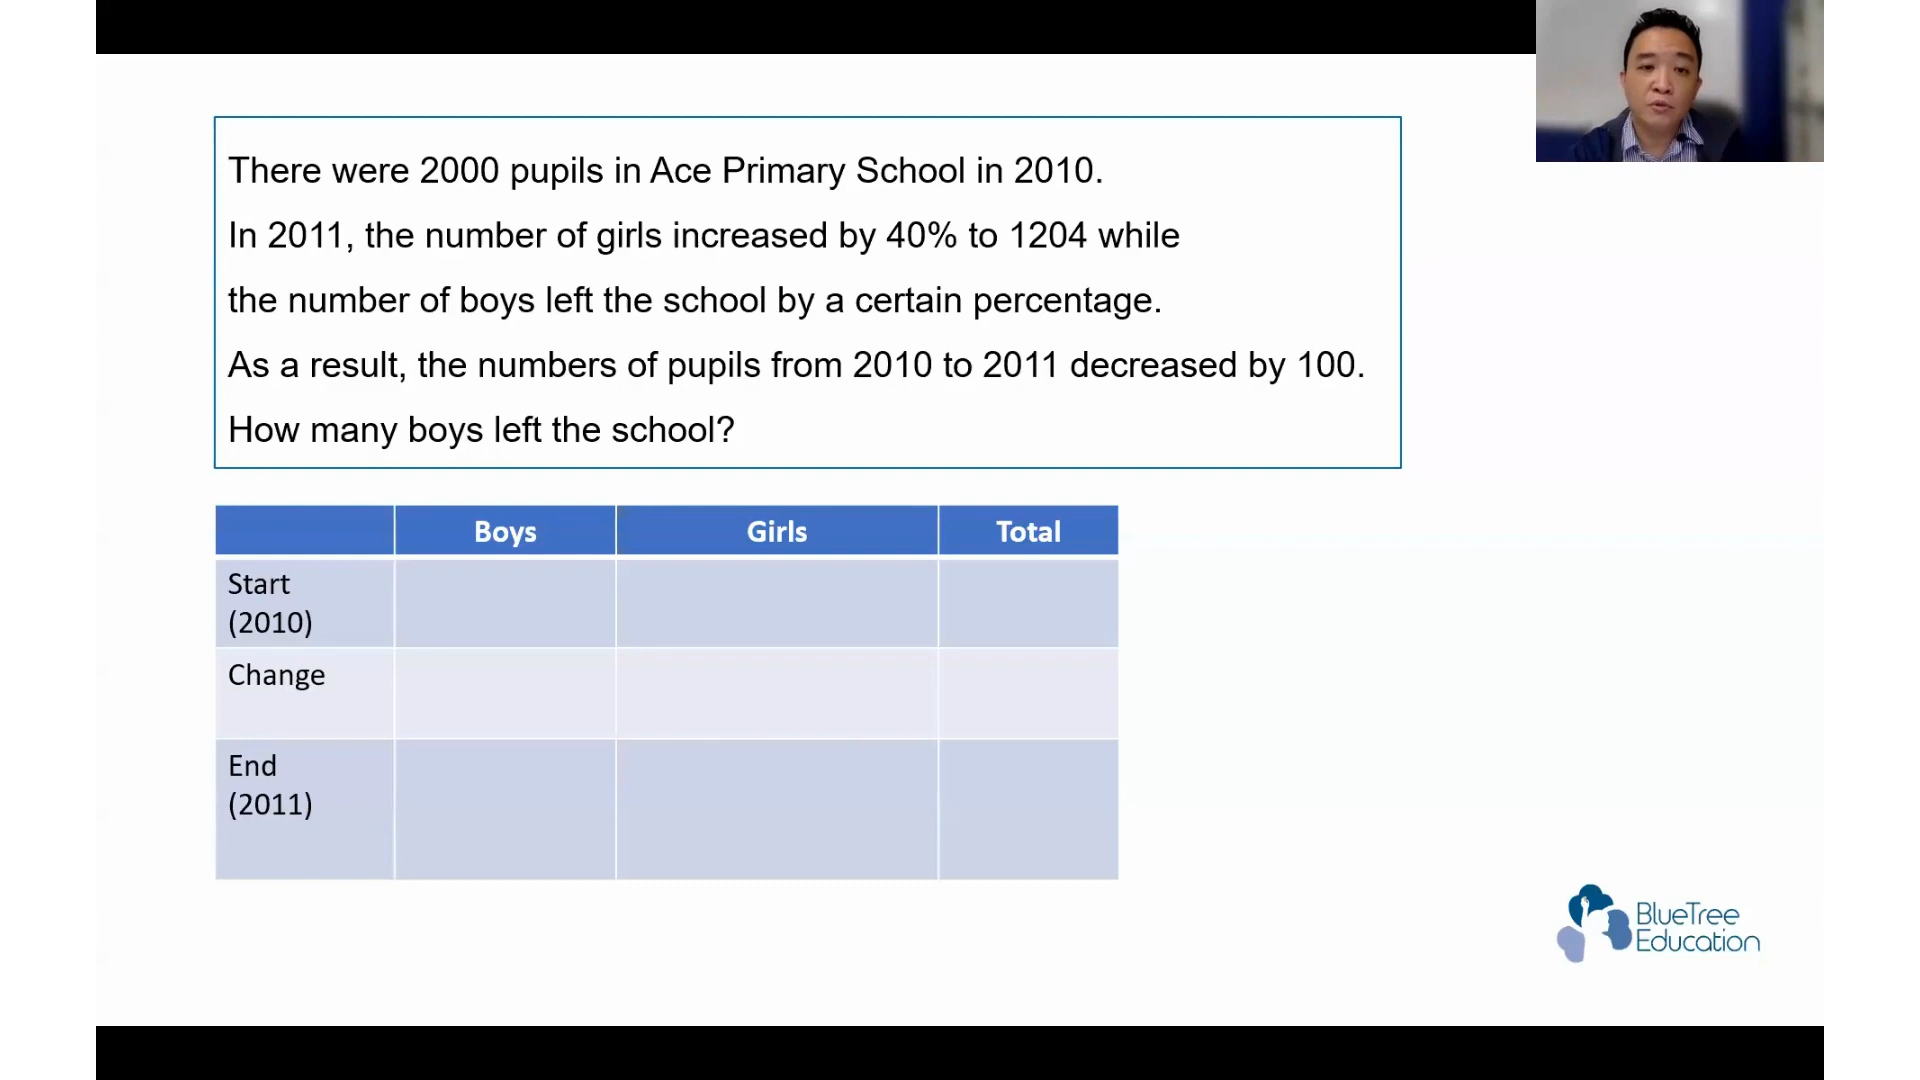 There were 2000 pupils in Ace Primary School in 2010.
In 2011, the number of girls increased by 40% to 1204 while
the number of boys left the school by a certain percentage.
As a result, the numbers of pupils from 2010 to 2011 decreased by 100.
How many boys left the school?
Boys Girls Total
Start
(2010)
Change
End
(2011)
BlueTree
Education